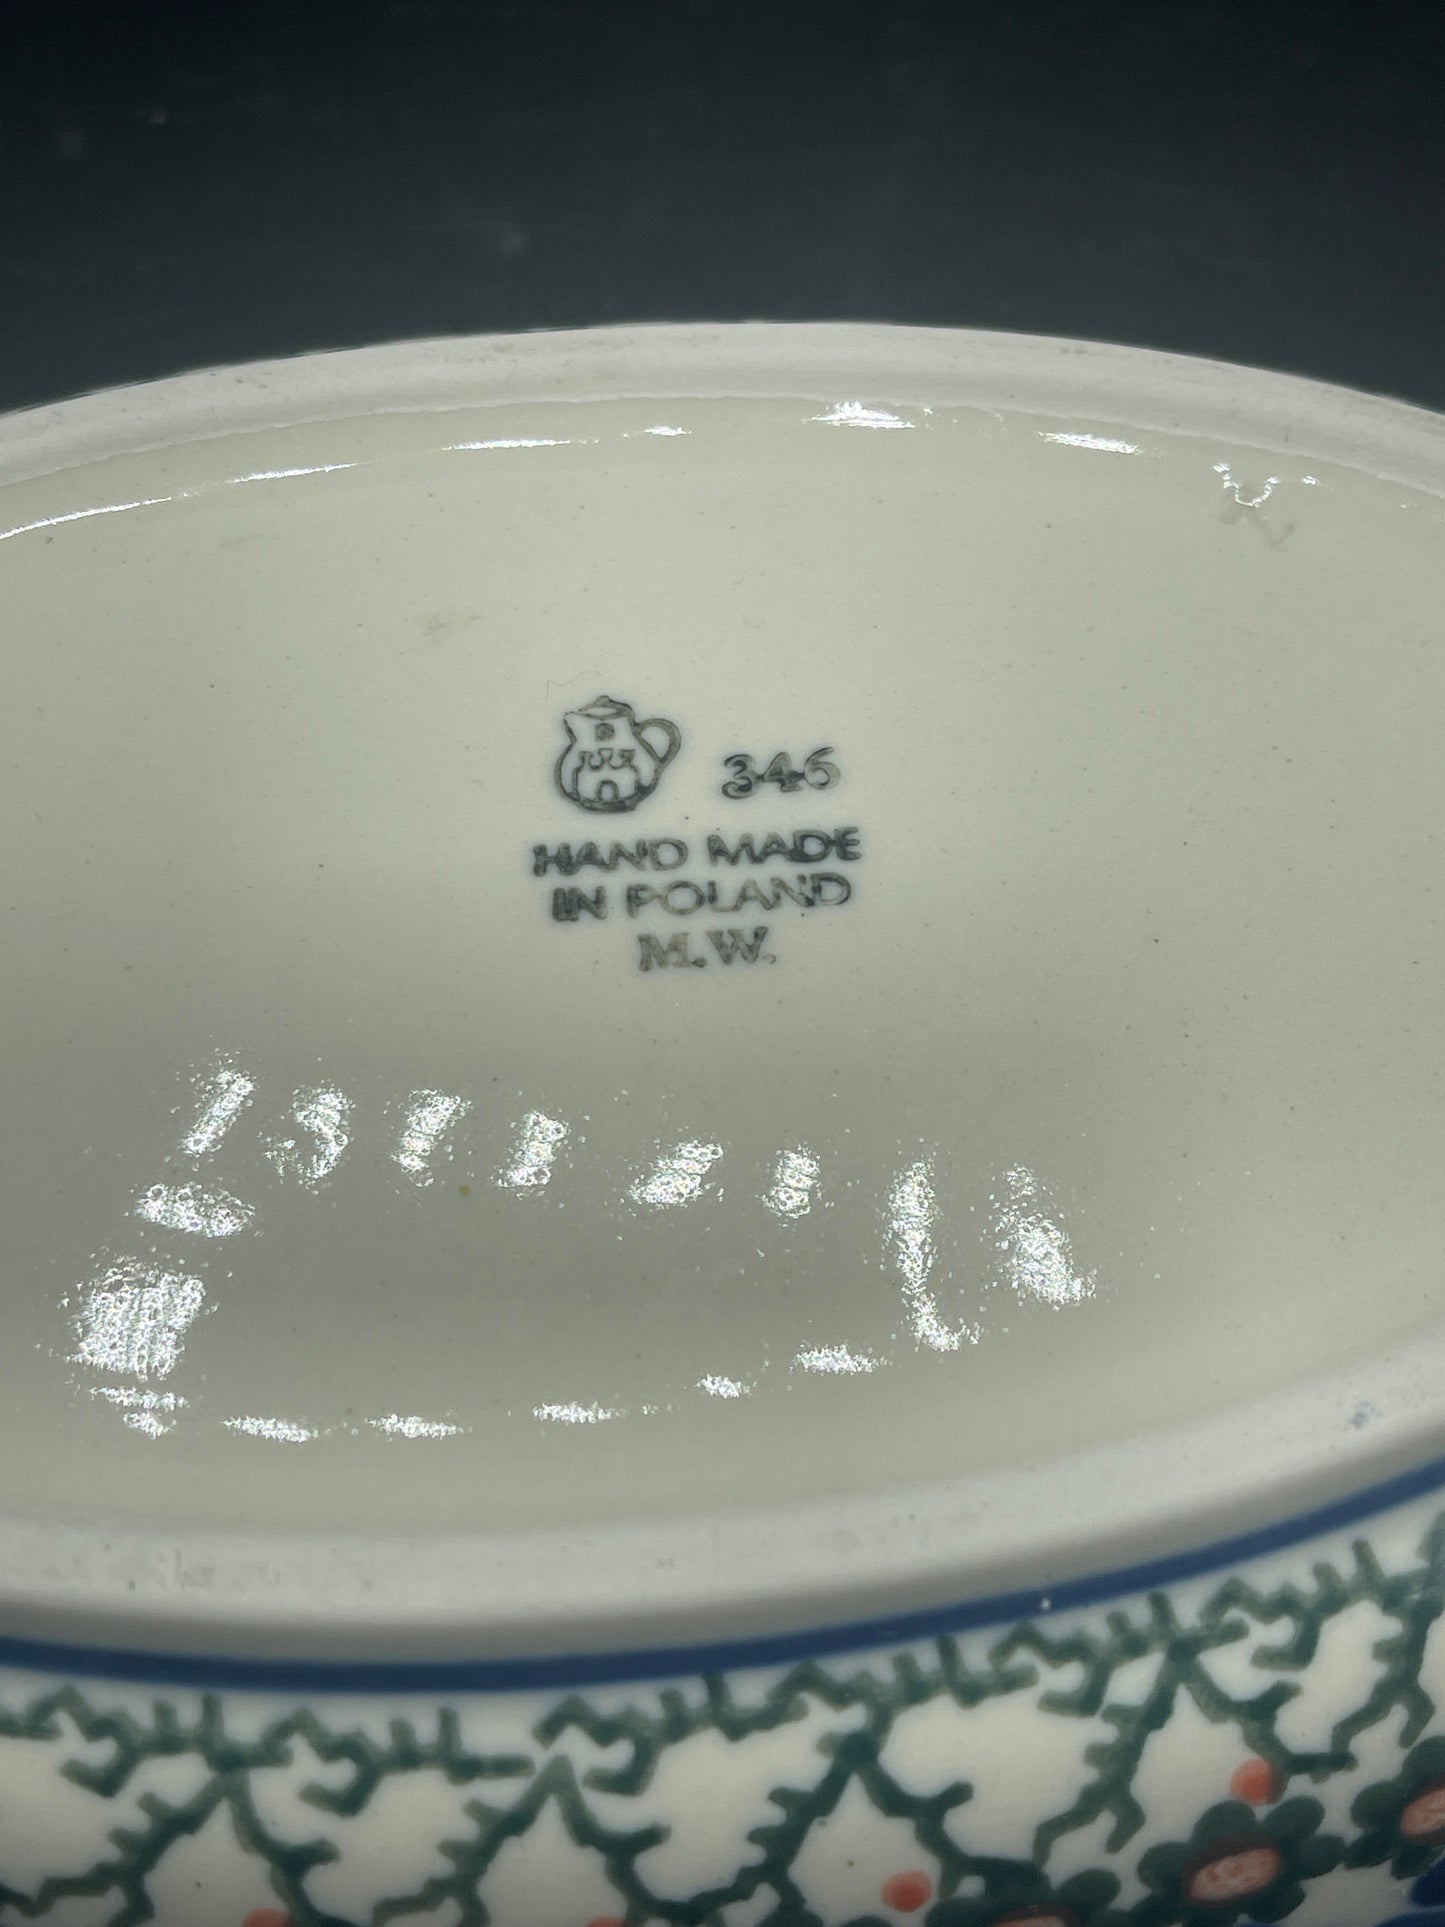 346
HAND MADE
IN POLAND
M.W.